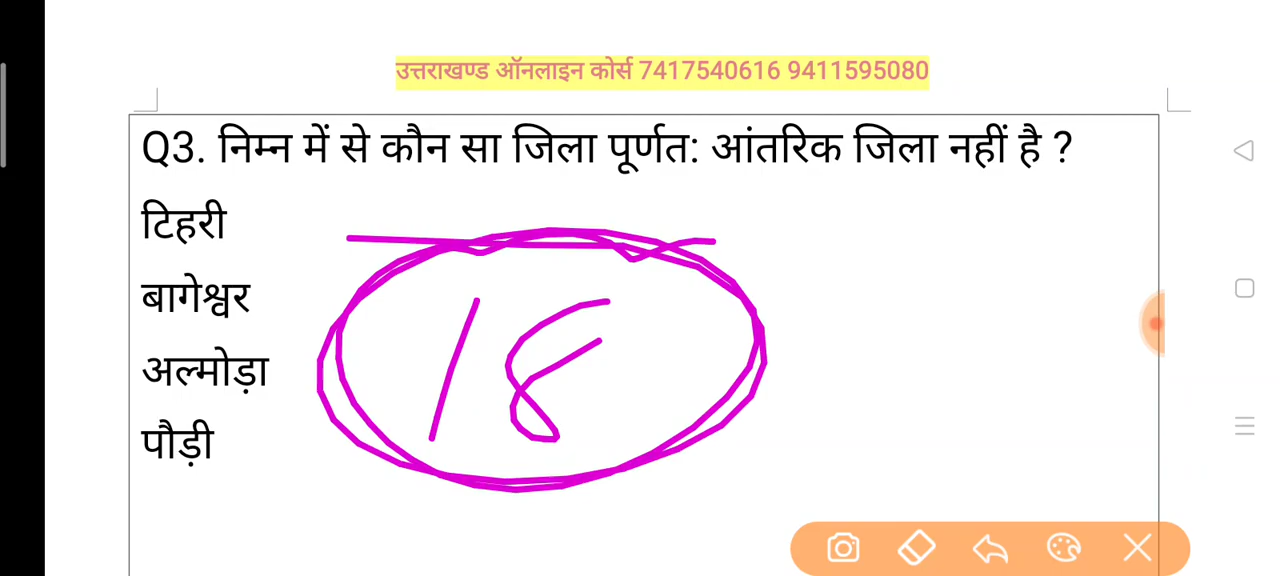 उत्तराखण्ड ऑनलाइन कोर्स 7417540616 9411595080
Q3. निम्न में से कौन सा जिला पूर्णत: आंतरिक जिला नहीं है ?
टिहरी
बागेश्वर
अल्मोड़ा
पौड़ी
18